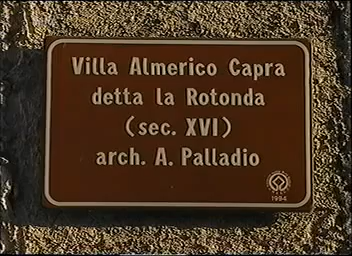 Villa Almerico Capra
detta la Rotonda
(sec. XVI)
arch. A. Palladio
1994